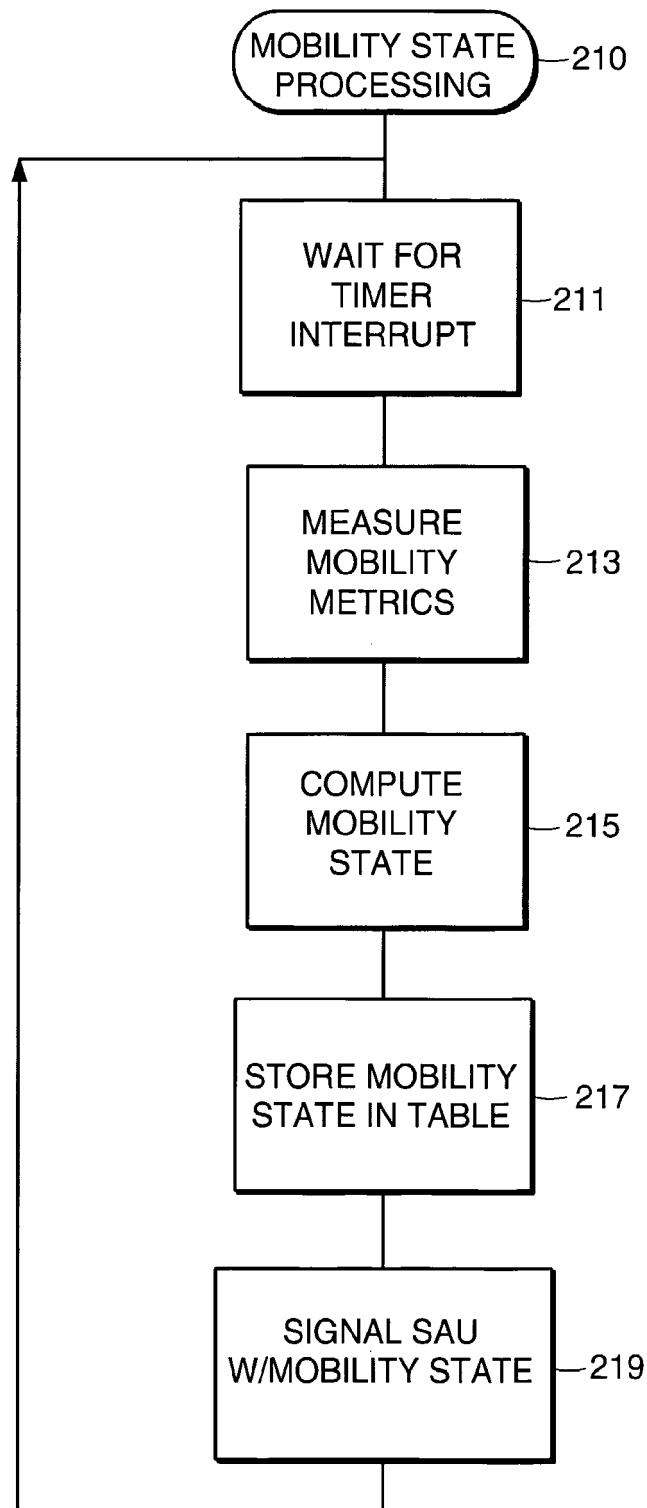 MOBILITY STATE
PROCESSING
210
WAIT FOR
TIMER
INTERRUPT
211
MEASURE
MOBILITY
METRICS
213
COMPUTE
MOBILITY
STATE
215
STORE MOBILITY
STATE IN TABLE
217
SIGNAL SAU
W/MOBILITY STATE
219